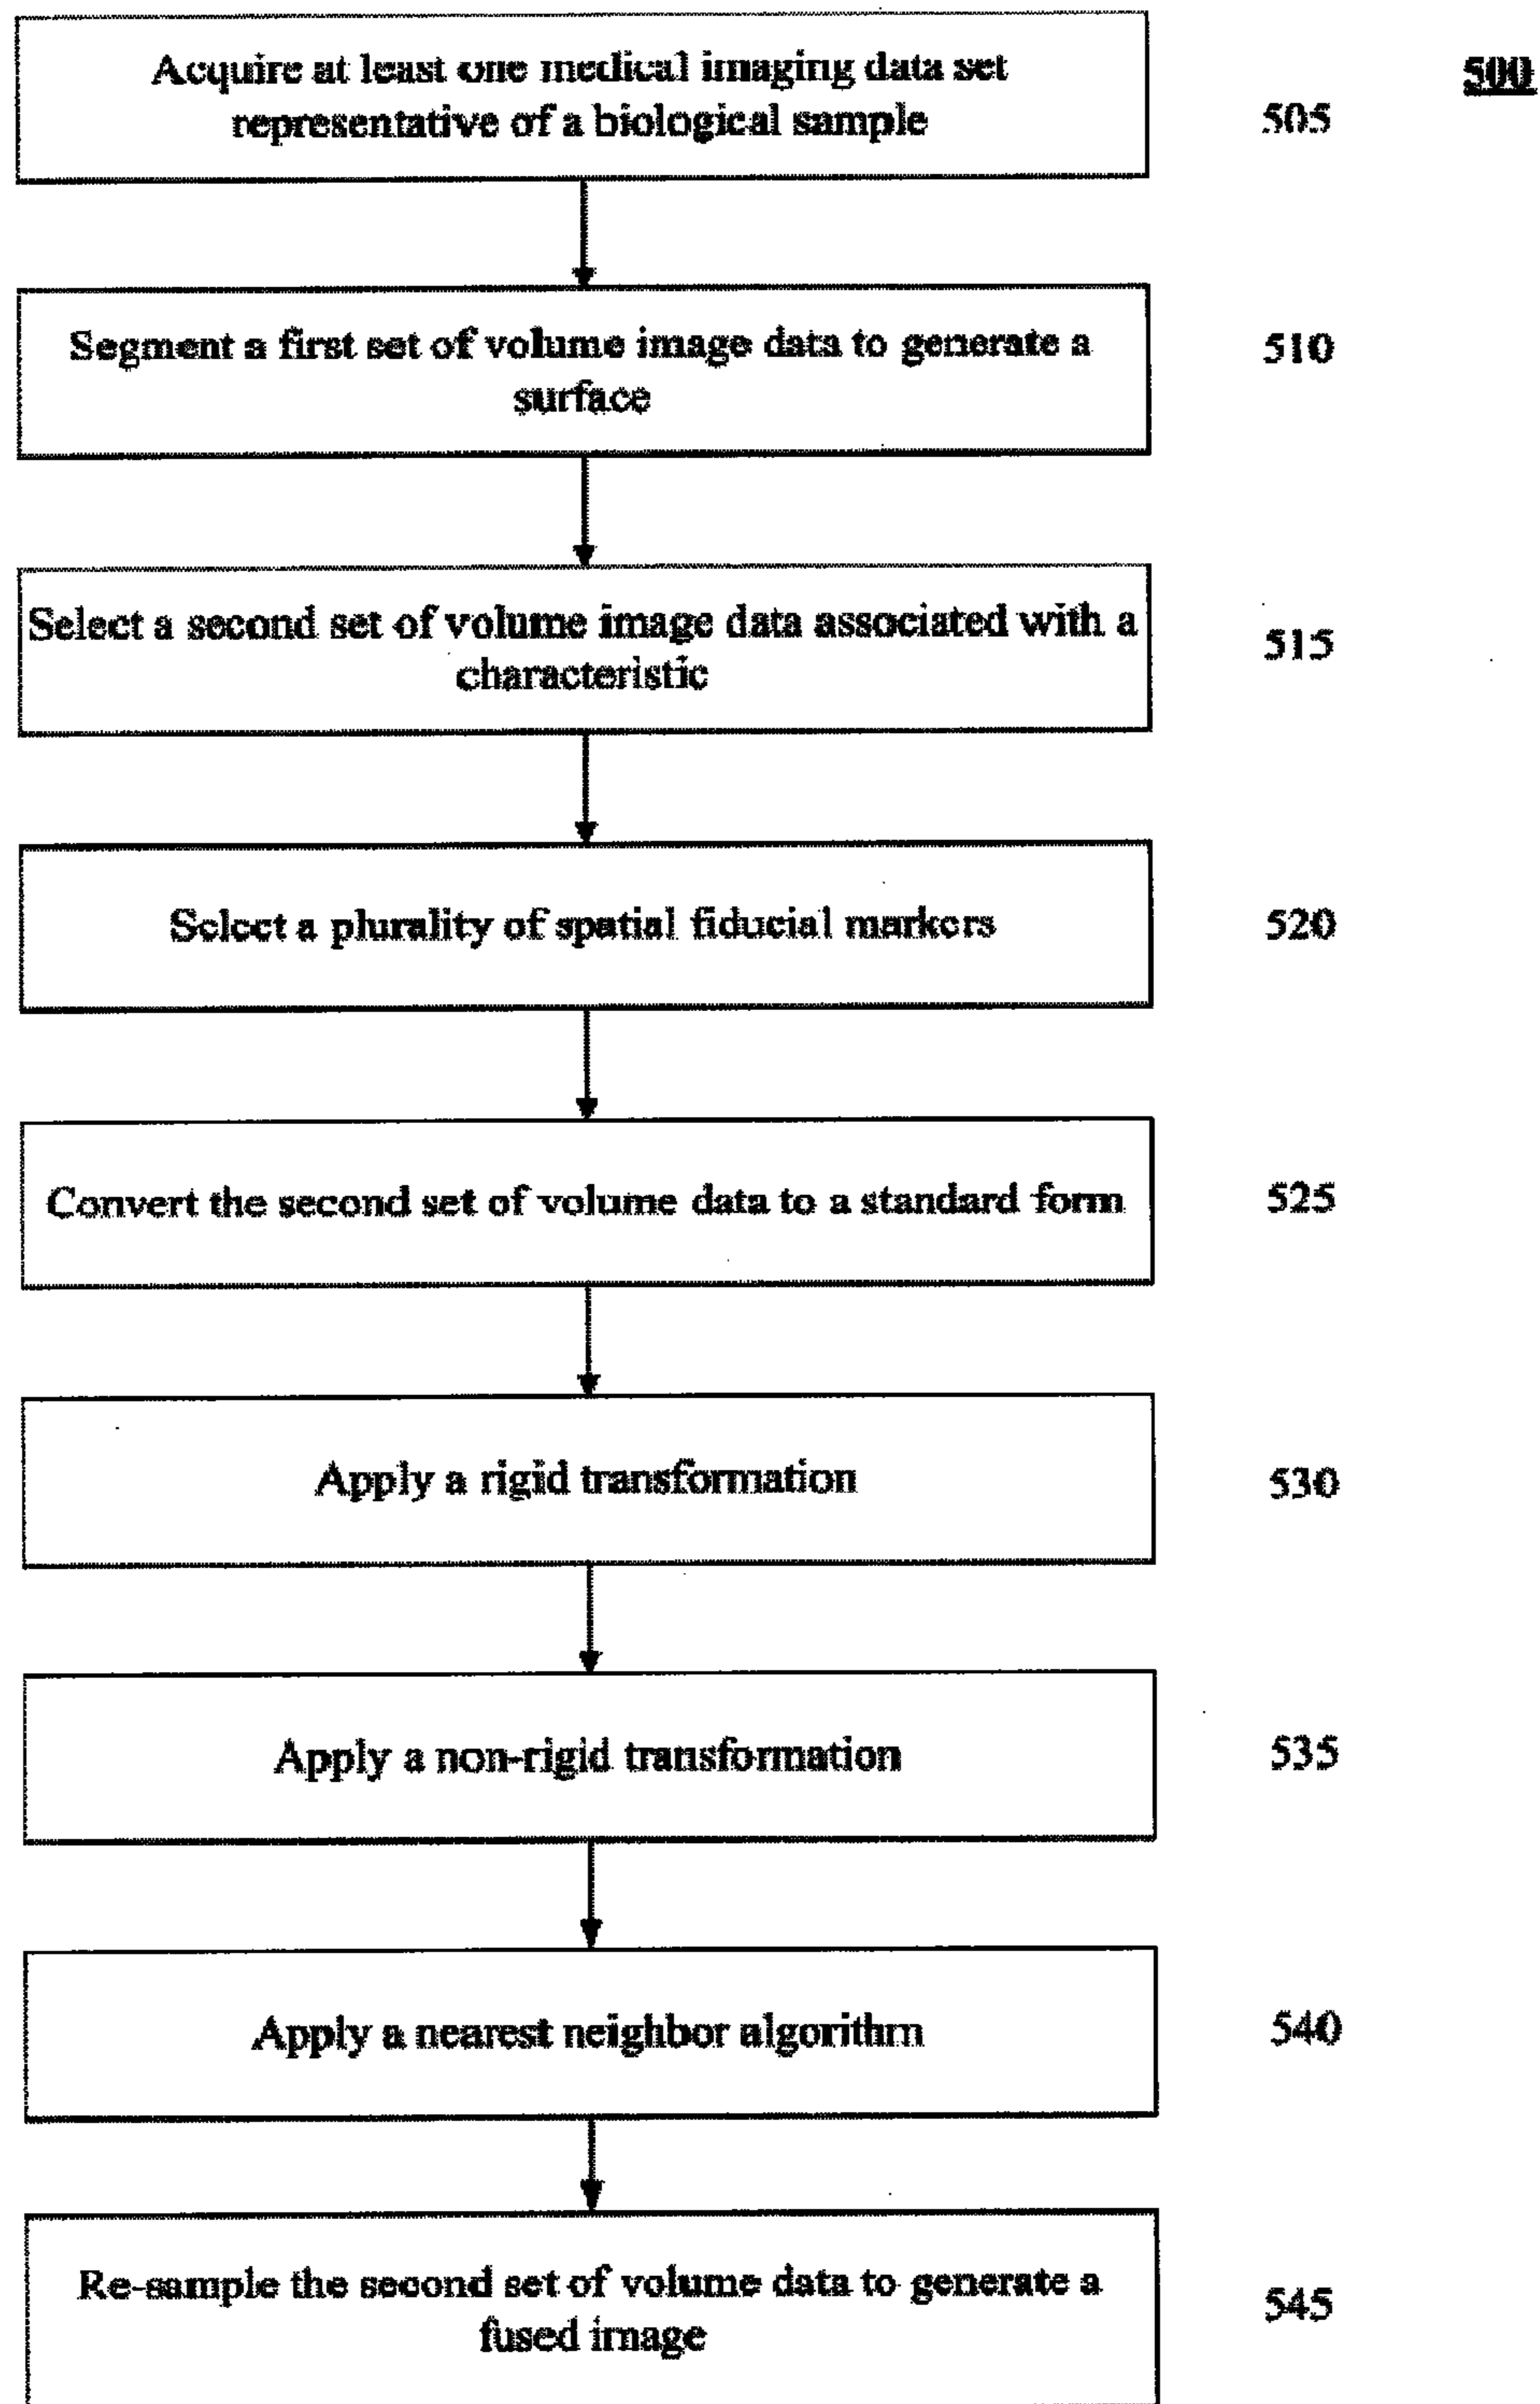 500
Acquire at least one medical imaging data set
representative of a biological sample
505
Segment a first set of volume image data to generate a
surface
510
Select a second set of volume image data associated with a
characteristic
515
Select a plurality of spatial fiducial markers
520
Convert the second set of volume data to a standard form
525
Apply a rigid transformation
530
Apply a non-rigid transformation
535
Apply a nearest neighbor algorithm
540
Re-sample the second set of volume data to generate a
fused image
545